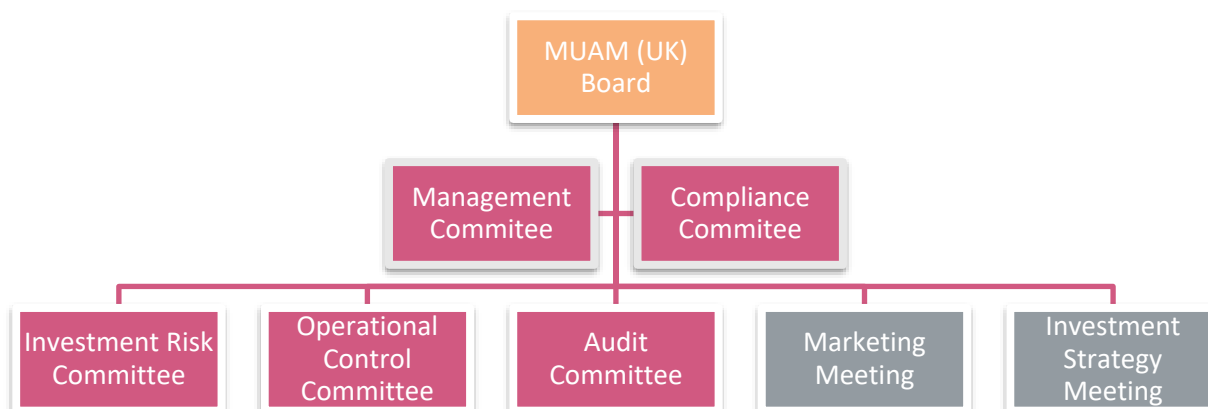 MUAM (UK)
Board
Management
Commitee
Compliance
Commitee
Investment Risk
Committee
Operational
Control
Committee
Audit
Committee
Marketing
Meeting
Investment
Strategy
Meeting